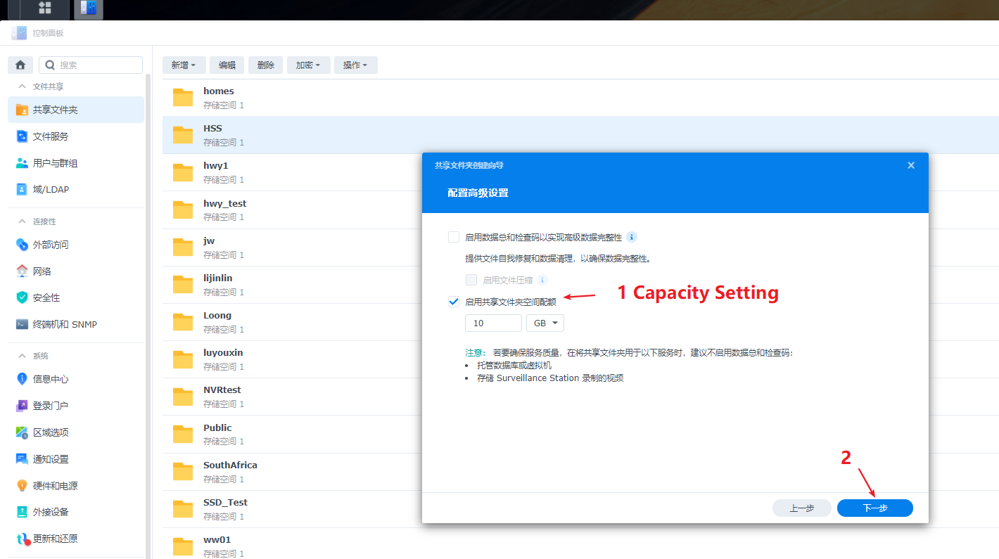 控制面板
搜索
新增 编辑 删除 加密 操作
文件共享
共享文件夹
文件服务
用户与群组
域/LDAP
连接性
外部访问
网络
安全性
终端机和 SNMP
系统
信息中心
登录门户
区域选项
通知设置
硬件和电源
外接设备
更新和还原
homes
存储空间 1
HSS
存储空间 1
hwy1
存储空间 1
hwy_test
存储空间 1
jw
存储空间 1
lijinlin
存储空间 1
Loong
存储空间 1
luyouxin
存储空间 1
NVRtest
存储空间 1
Public
存储空间 1
SouthAfrica
存储空间 1
SSD_Test
存储空间 1
ww01
存储空间 1
共享文件夹创建向导
配置高级设置
启用数据总和检查码以实现高级数据完整性
提供文件自我修复和数据清理，以确保数据完整性。
启用文件压缩
启用共享文件夹空间配额
1 Capacity Setting
10 GB
注意： 若要确保服务质量，在将共享文件夹用于以下服务时，建议不启用数据总和检查码：
• 托管数据库或虚拟机
• 存储 Surveillance Station 录制的视频
2
上一步 下一步